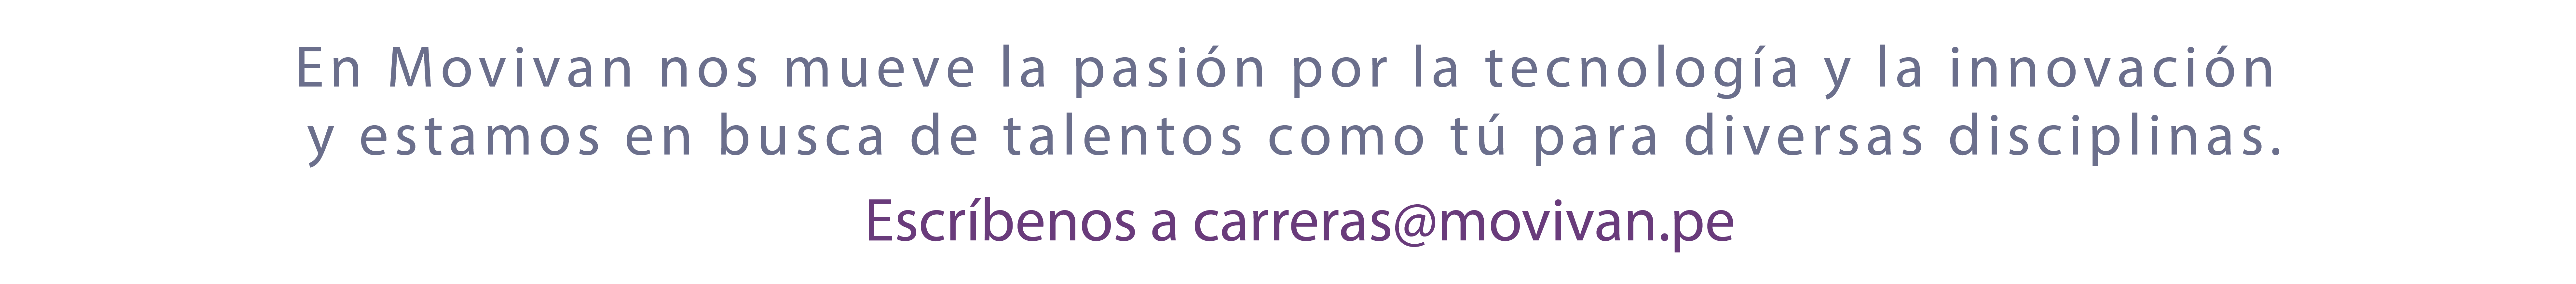 En Movivan nos mueve la pasión por la tecnología y la innovación
y estamos en busca de talentos como tú para diversas disciplinas.
Escríbenos a carreras@movivan.pe